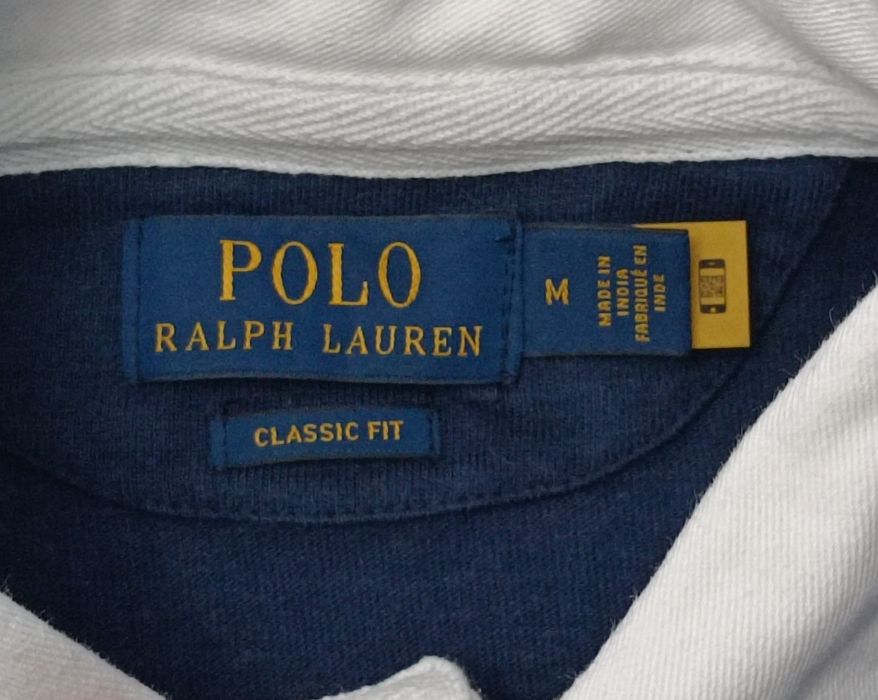 POLO
RALPH LAUREN
CLASSIC FIT
M
MADE IN
INDIA
FABRIQUÉ EN
INDE